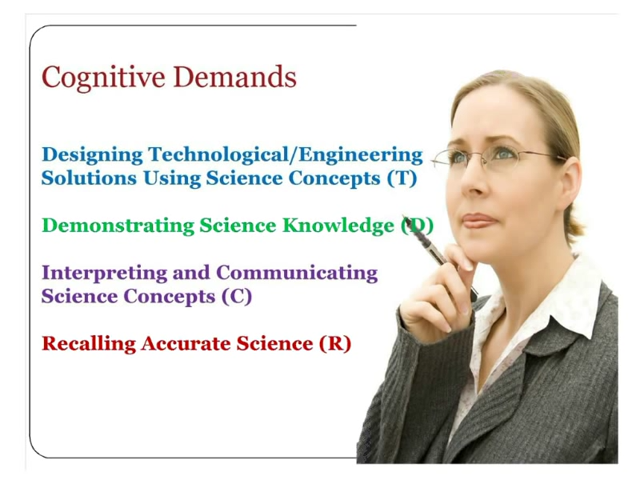 Cognitive Demands
Designing Technological/Engineering
Solutions Using Science Concepts (T)
Demonstrating Science Knowledge (D)
Interpreting and Communicating
Science Concepts (C)
Recalling Accurate Science (R)